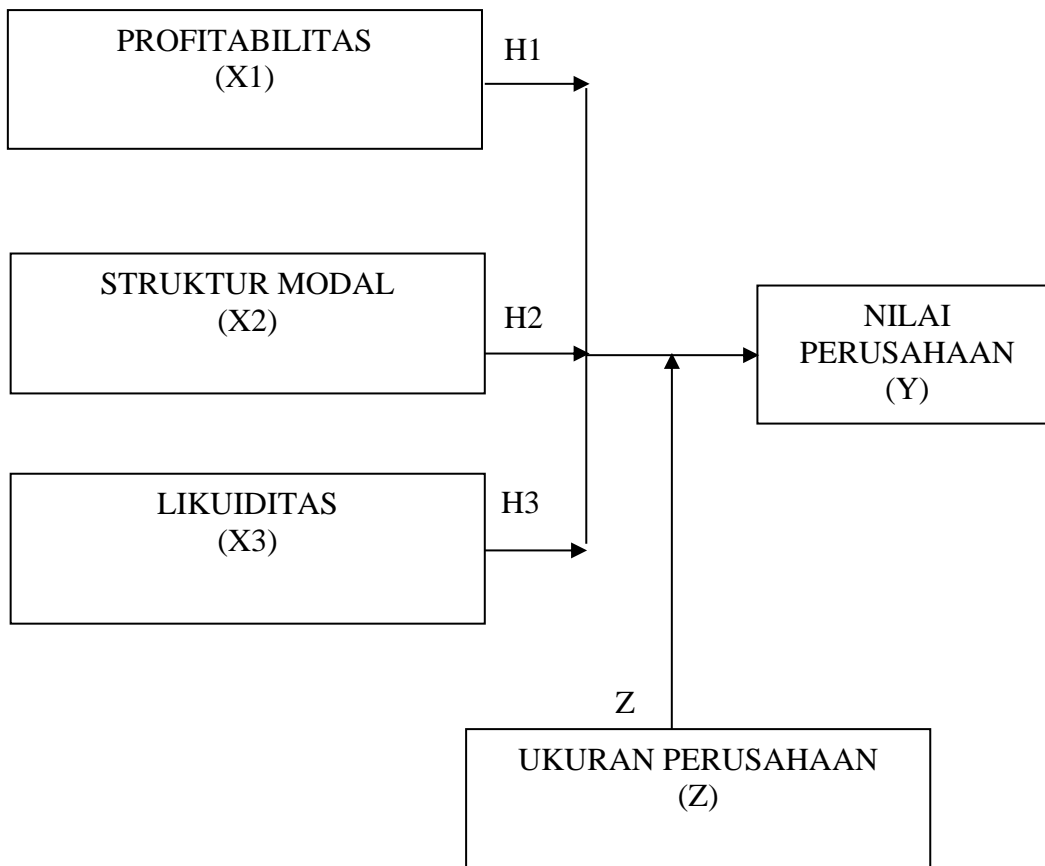 PROFITABILITAS
(X1)
H1
STRUKTUR MODAL
(X2)
H2
NILAI
PERUSAHAAN
(Y)
LIKUIDITAS
(X3)
H3
Z
UKURAN PERUSAHAAN
(Z)